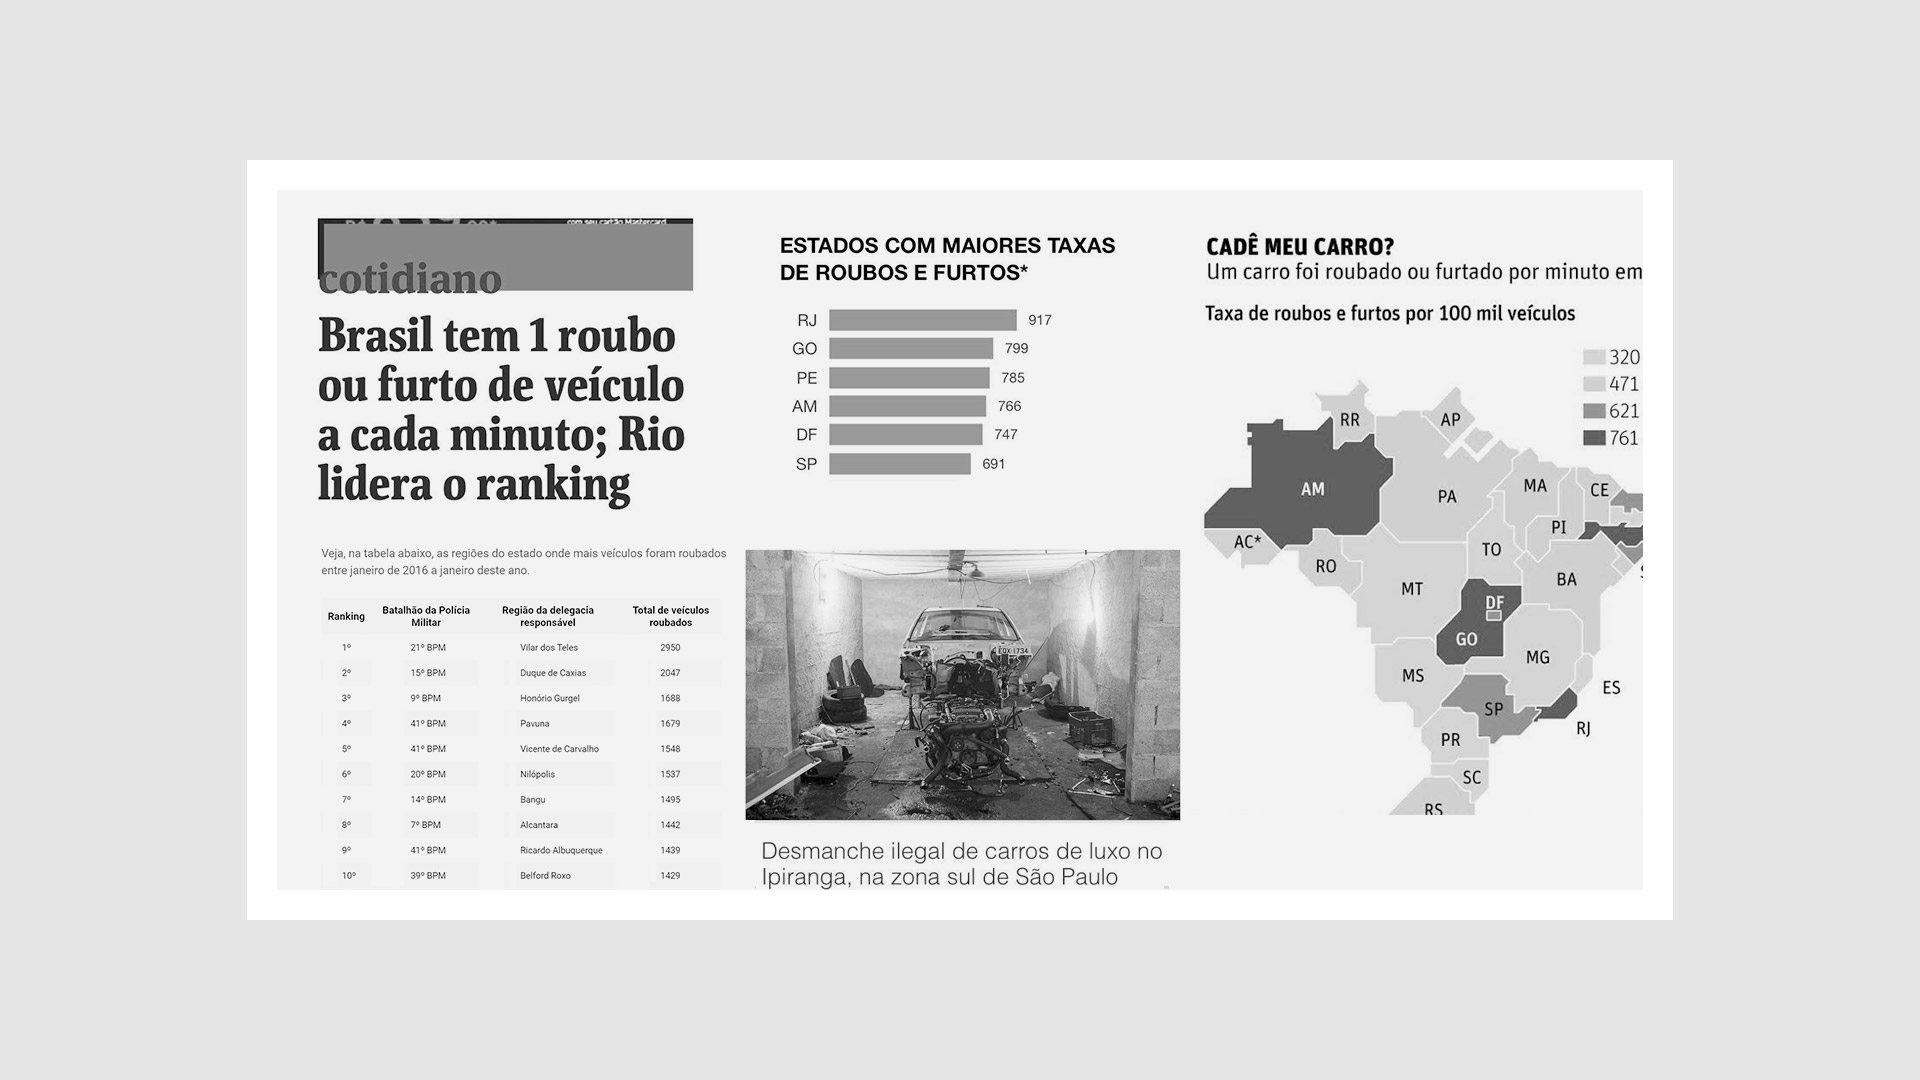 com seu cartão Mastercard
cotidiano
Brasil tem 1 roubo
ou furto de veículo
a cada minuto; Rio
lidera o ranking
Veja, na tabela abaixo, as regiões do estado onde mais veículos foram roubados
entre janeiro de 2016 a janeiro deste ano.
Ranking Batalhão da Polícia Militar Região da delegacia responsável Total de veículos roubados
1º 21º BPM Vilar dos Teles 2950
2º 15º BPM Duque de Caxias 2047
3º 9º BPM Honório Gurgel 1688
4º 41º BPM Pavuna 1679
5º 41º BPM Vicente de Carvalho 1548
6º 20º BPM Nilópolis 1537
7º 14º BPM Bangu 1495
8º 7º BPM Alcantara 1442
9º 41º BPM Ricardo Albuquerque 1439
10º 39º BPM Belford Roxo 1429
ESTADOS COM MAIORES TAXAS
DE ROUBOS E FURTOS*
RJ 917
GO 799
PE 785
AM 766
DF 747
SP 691
EQX-1734
Desmanche ilegal de carros de luxo no
Ipiranga, na zona sul de São Paulo
CADÊ MEU CARRO?
Um carro foi roubado ou furtado por minuto em
Taxa de roubos e furtos por 100 mil veículos
320
471
621
761
RR
AP
AM
PA
MA
CE
PI
AC*
RO
TO
MT
BA
DF
GO
MG
MS
ES
SP
RJ
PR
SC
RS